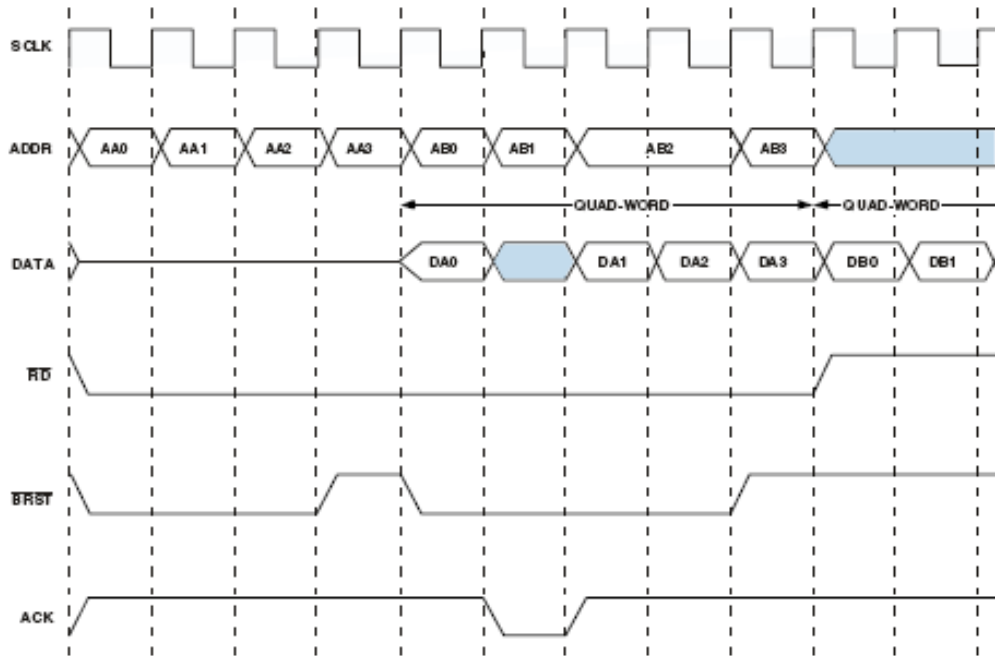 SCLK
ADDR AA0 AA1 AA2 AA3 AB0 AB1 AB2 AB3
QUAD-WORD QUAD-WORD
DATA DA0 DA1 DA2 DA3 DB0 DB1
RD
BRST
ACK